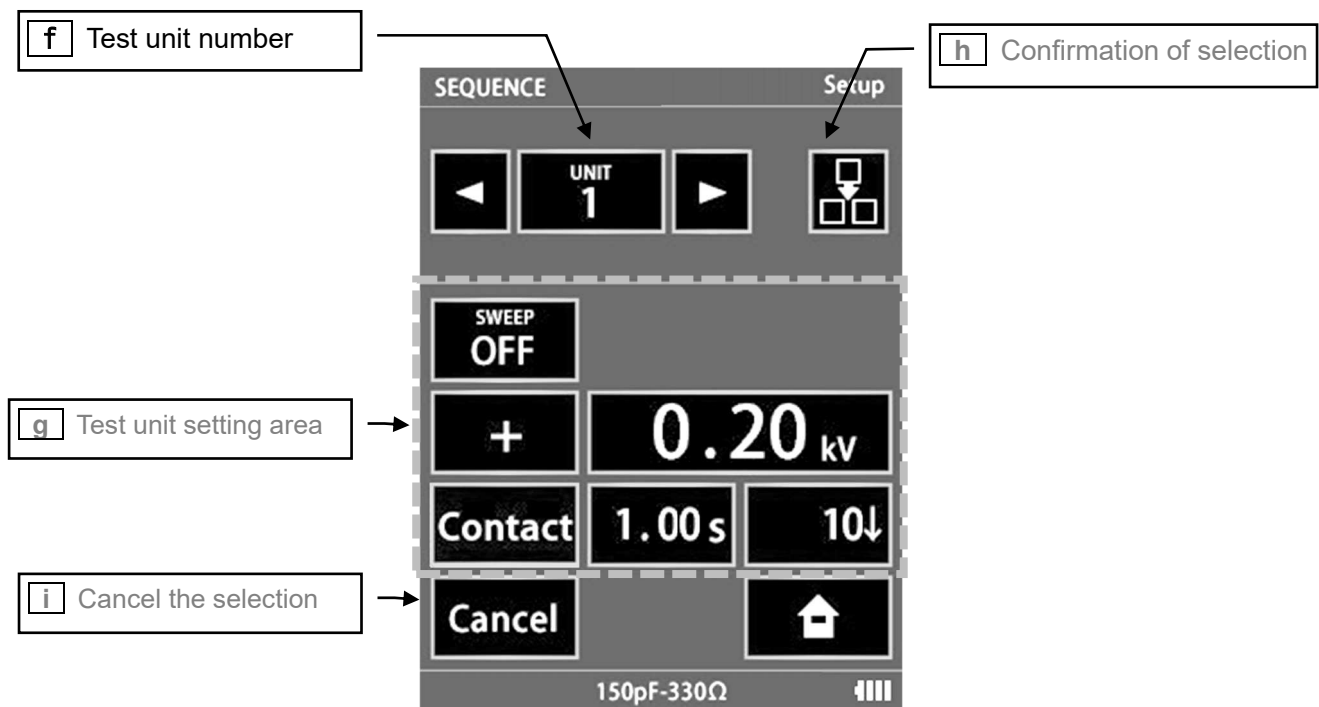 f Test unit number
h Confirmation of selection
SEQUENCE Setup
◄ UNIT ►
1
SWEEP
OFF
g Test unit setting area
+ 0.20 kV
Contact 1.00 s 10↓
i Cancel the selection
Cancel
150pF-330Ω